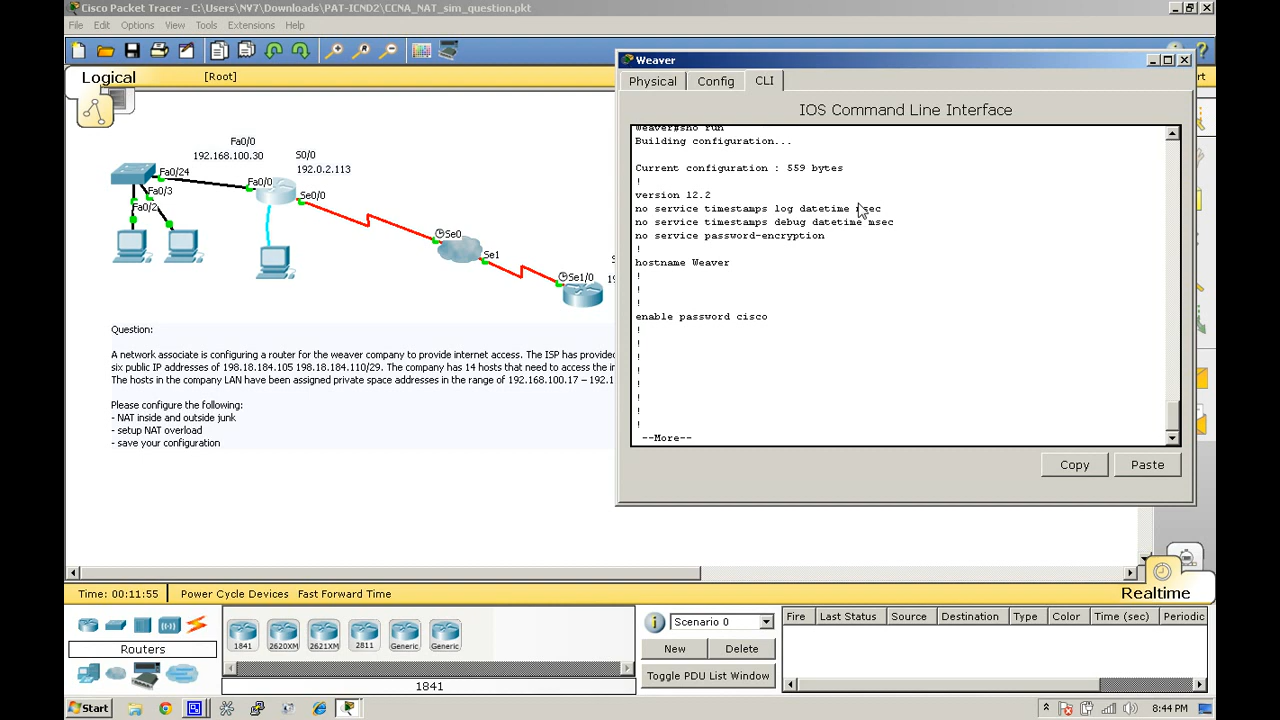 Cisco Packet Tracer - C:\Users\NV7\Downloads\PAT-ICND2\CCNA_NAT_sim_question.pkt
File Edit Options View Tools Extensions Help
Logical
[Root]
Fa0/0
192.168.100.30
S0/0
192.0.2.113
Fa0/24
Fa0/0
Fa0/3
Se0/0
Fa0/2
Se0
Se1
Se1/0
Question:
A network associate is configuring a router for the weaver company to provide internet access. The ISP has provided
six public IP addresses of 198.18.184.105 198.18.184.110/29. The company has 14 hosts that need to access the
The hosts in the company LAN have been assigned private space addresses in the range of 192.168.100.17 –
Please configure the following:
- NAT inside and outside junk
- setup NAT overload
- save your configuration
Weaver
Physical Config CLI
IOS Command Line Interface
Weaver#sho run
Building configuration...
Current configuration : 559 bytes
!
version 12.2
no service timestamps log datetime msec
no service timestamps debug datetime msec
no service password-encryption
!
hostname Weaver
!
!
!
enable password cisco
!
!
!
!
!
!
!
!
--More--
Copy Paste
Time: 00:11:55 Power Cycle Devices Fast Forward Time
Realtime
Routers
1841 2620XM 2621XM 2811 Generic Generic
1841
Scenario 0
New Delete
Toggle PDU List Window
Fire Last Status Source Destination Type Color Time (sec) Periodic
Start
8:44 PM